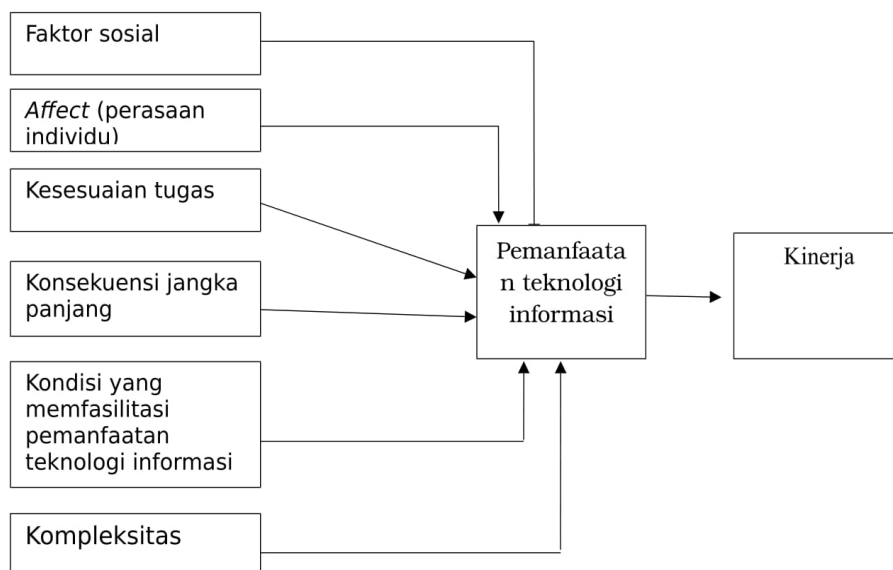 Faktor sosial
Affect (perasaan
individu)
Kesesuaian tugas
Konsekuensi jangka
panjang
Kondisi yang
memfasilitasi
pemanfaatan
teknologi informasi
Kompleksitas
Pemanfaata
n teknologi
informasi
Kinerja